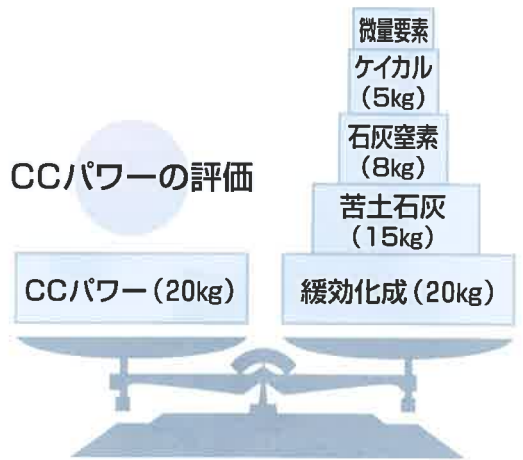 微量要素
ケイカル
（5kg）
石灰窒素
（8kg）
苦土石灰
（15kg）
緩効化成（20kg）
CCパワーの評価
CCパワー（20kg）